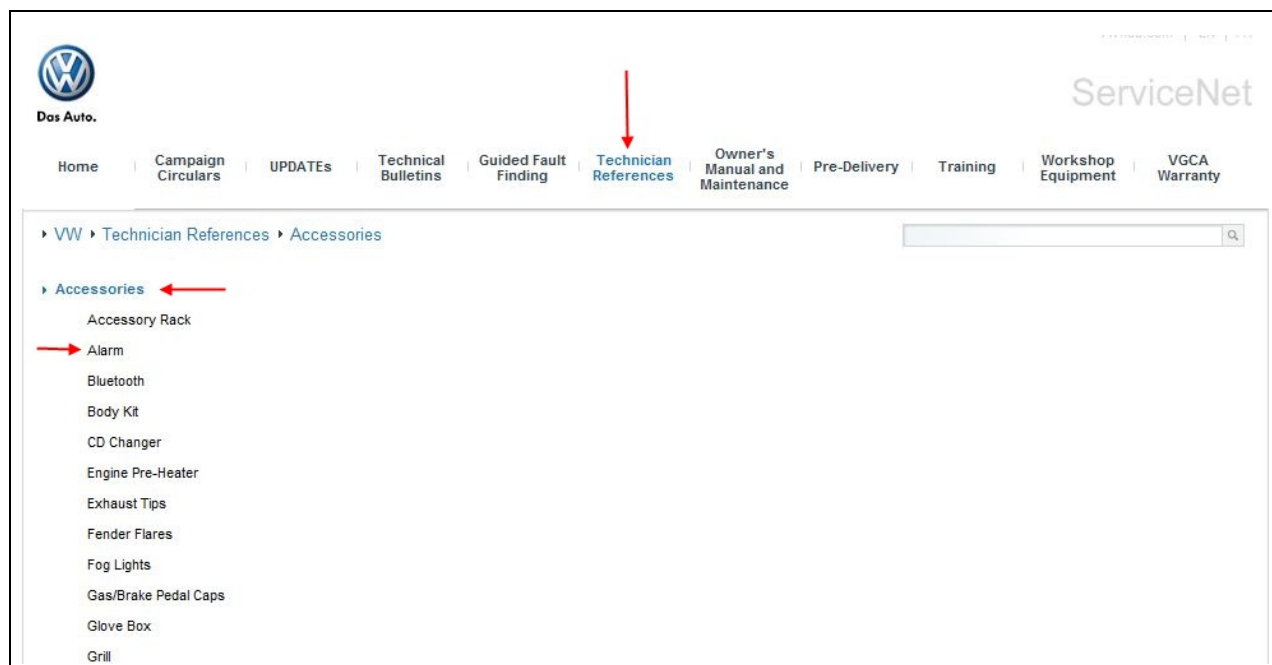 Das Auto.
ServiceNet
Home
Campaign
Circulars
UPDATEs
Technical
Bulletins
Guided Fault
Finding
Technician
References
Owner's
Manual and
Maintenance
Pre-Delivery
Training
Workshop
Equipment
VGCA
Warranty
VW Technician References Accessories
Accessories
Accessory Rack
Alarm
Bluetooth
Body Kit
CD Changer
Engine Pre-Heater
Exhaust Tips
Fender Flares
Fog Lights
Gas/Brake Pedal Caps
Glove Box
Grill